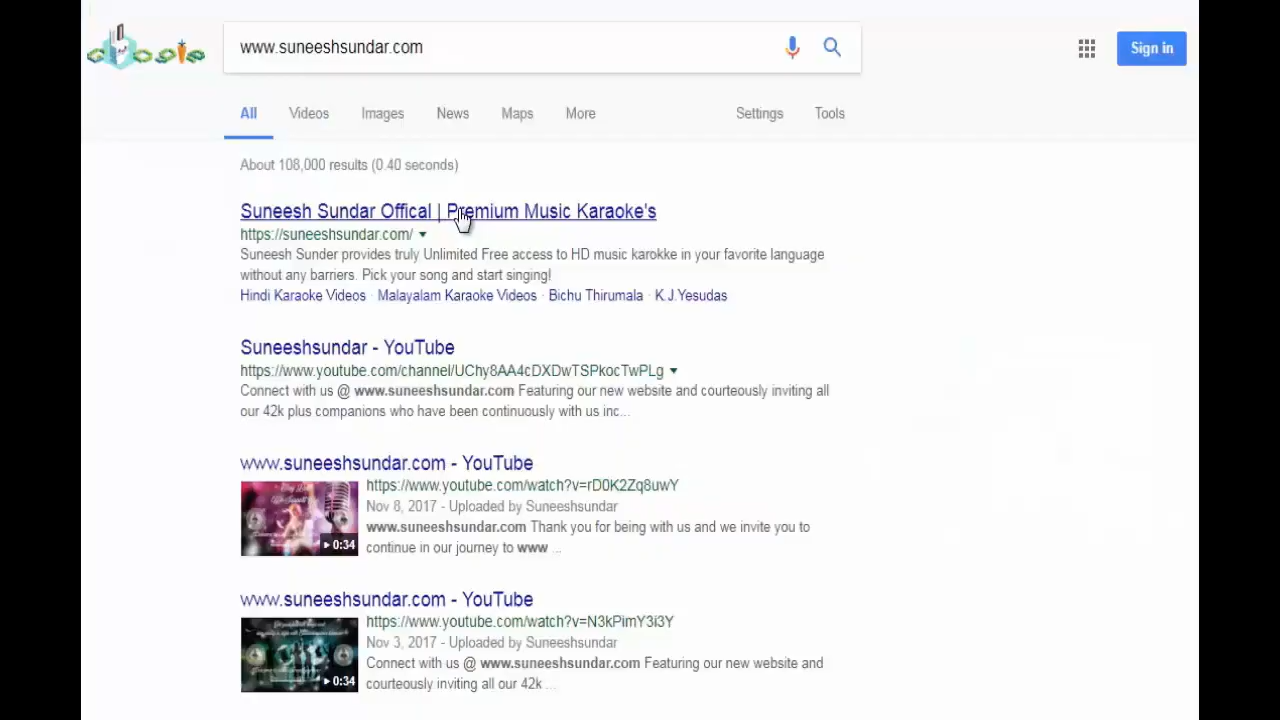 www.suneeshsundar.com
Sign in
All Videos Images News Maps More Settings Tools
About 108,000 results (0.40 seconds)
Suneesh Sundar Offical | Premium Music Karaoke's
https://suneeshsundar.com/
Suneesh Sunder provides truly Unlimited Free access to HD music karokke in your favorite language
without any barriers. Pick your song and start singing!
Hindi Karaoke Videos · Malayalam Karaoke Videos · Bichu Thirumala · K.J.Yesudas
Suneeshsundar - YouTube
https://www.youtube.com/channel/UChy8AA4cDXDwTSPkocTwPLg
Connect with us @ www.suneeshsundar.com Featuring our new website and courteously inviting all
our 42k plus companions who have been continuously with us inc...
www.suneeshsundar.com - YouTube
https://www.youtube.com/watch?v=rD0K2Zq8uwY
Nov 8, 2017 - Uploaded by Suneeshsundar
www.suneeshsundar.com Thank you for being with us and we invite you to
continue in our journey to www ...
0:34
www.suneeshsundar.com - YouTube
https://www.youtube.com/watch?v=N3kPimY3i3Y
Nov 3, 2017 - Uploaded by Suneeshsundar
Connect with us @ www.suneeshsundar.com Featuring our new website and
courteously inviting all our 42k ...
0:34